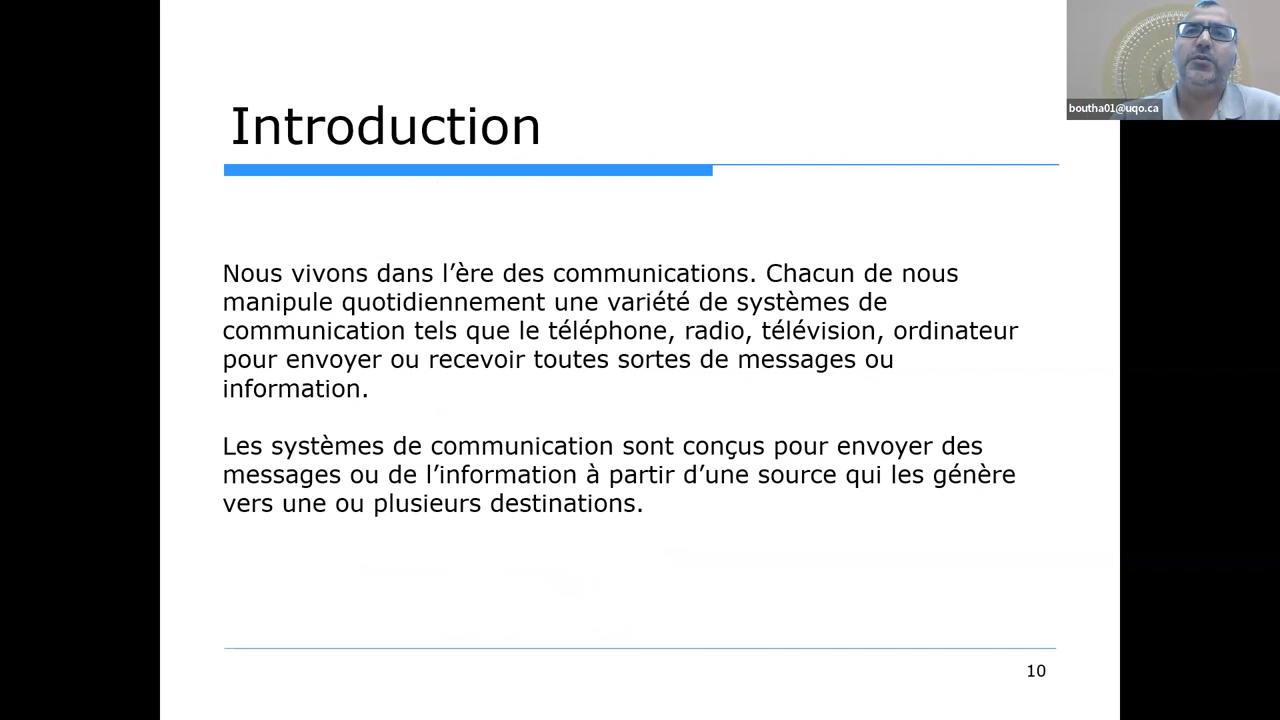 boutha01@uqo.ca
Introduction
Nous vivons dans l’ère des communications. Chacun de nous
manipule quotidiennement une variété de systèmes de
communication tels que le téléphone, radio, télévision, ordinateur
pour envoyer ou recevoir toutes sortes de messages ou
information.
Les systèmes de communication sont conçus pour envoyer des
messages ou de l’information à partir d’une source qui les génère
vers une ou plusieurs destinations.
10